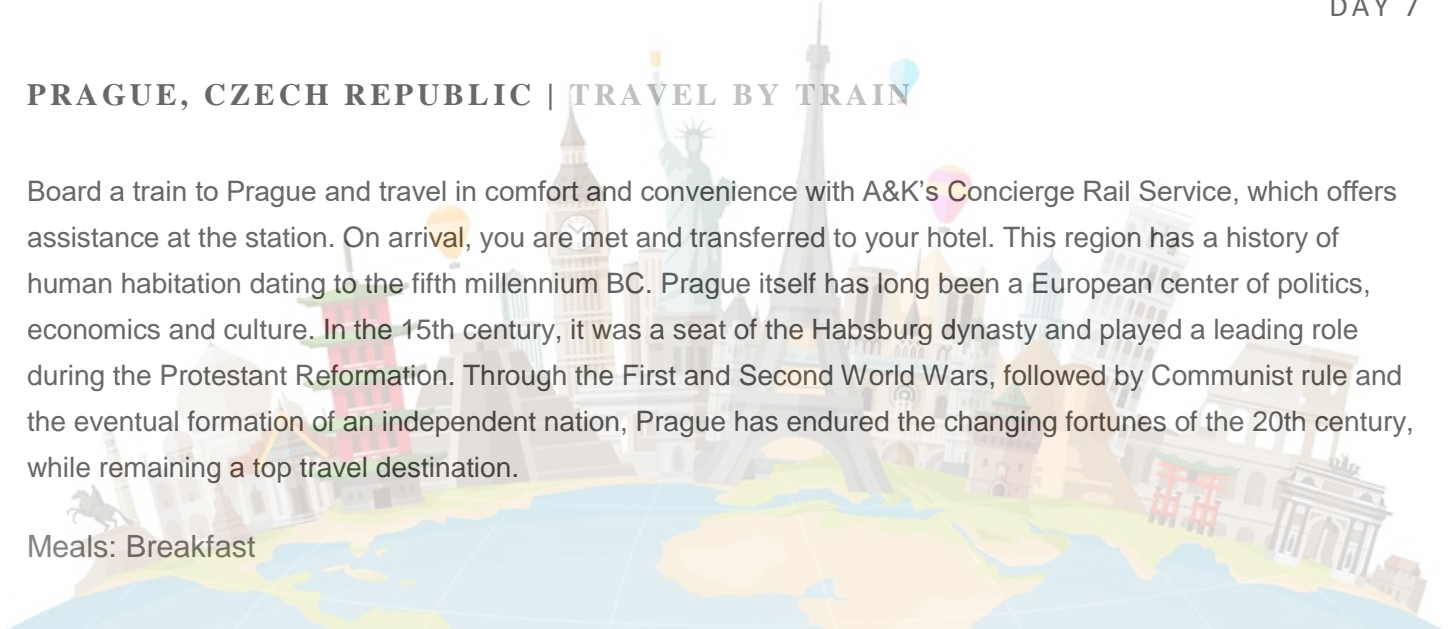 DAY 7
PRAGUE, CZECH REPUBLIC | TRAVEL BY TRAIN
Board a train to Prague and travel in comfort and convenience with A&K’s Concierge Rail Service, which offers
assistance at the station. On arrival, you are met and transferred to your hotel. This region has a history of
human habitation dating to the fifth millennium BC. Prague itself has long been a European center of politics,
economics and culture. In the 15th century, it was a seat of the Habsburg dynasty and played a leading role
during the Protestant Reformation. Through the First and Second World Wars, followed by Communist rule and
the eventual formation of an independent nation, Prague has endured the changing fortunes of the 20th century,
while remaining a top travel destination.
Meals: Breakfast